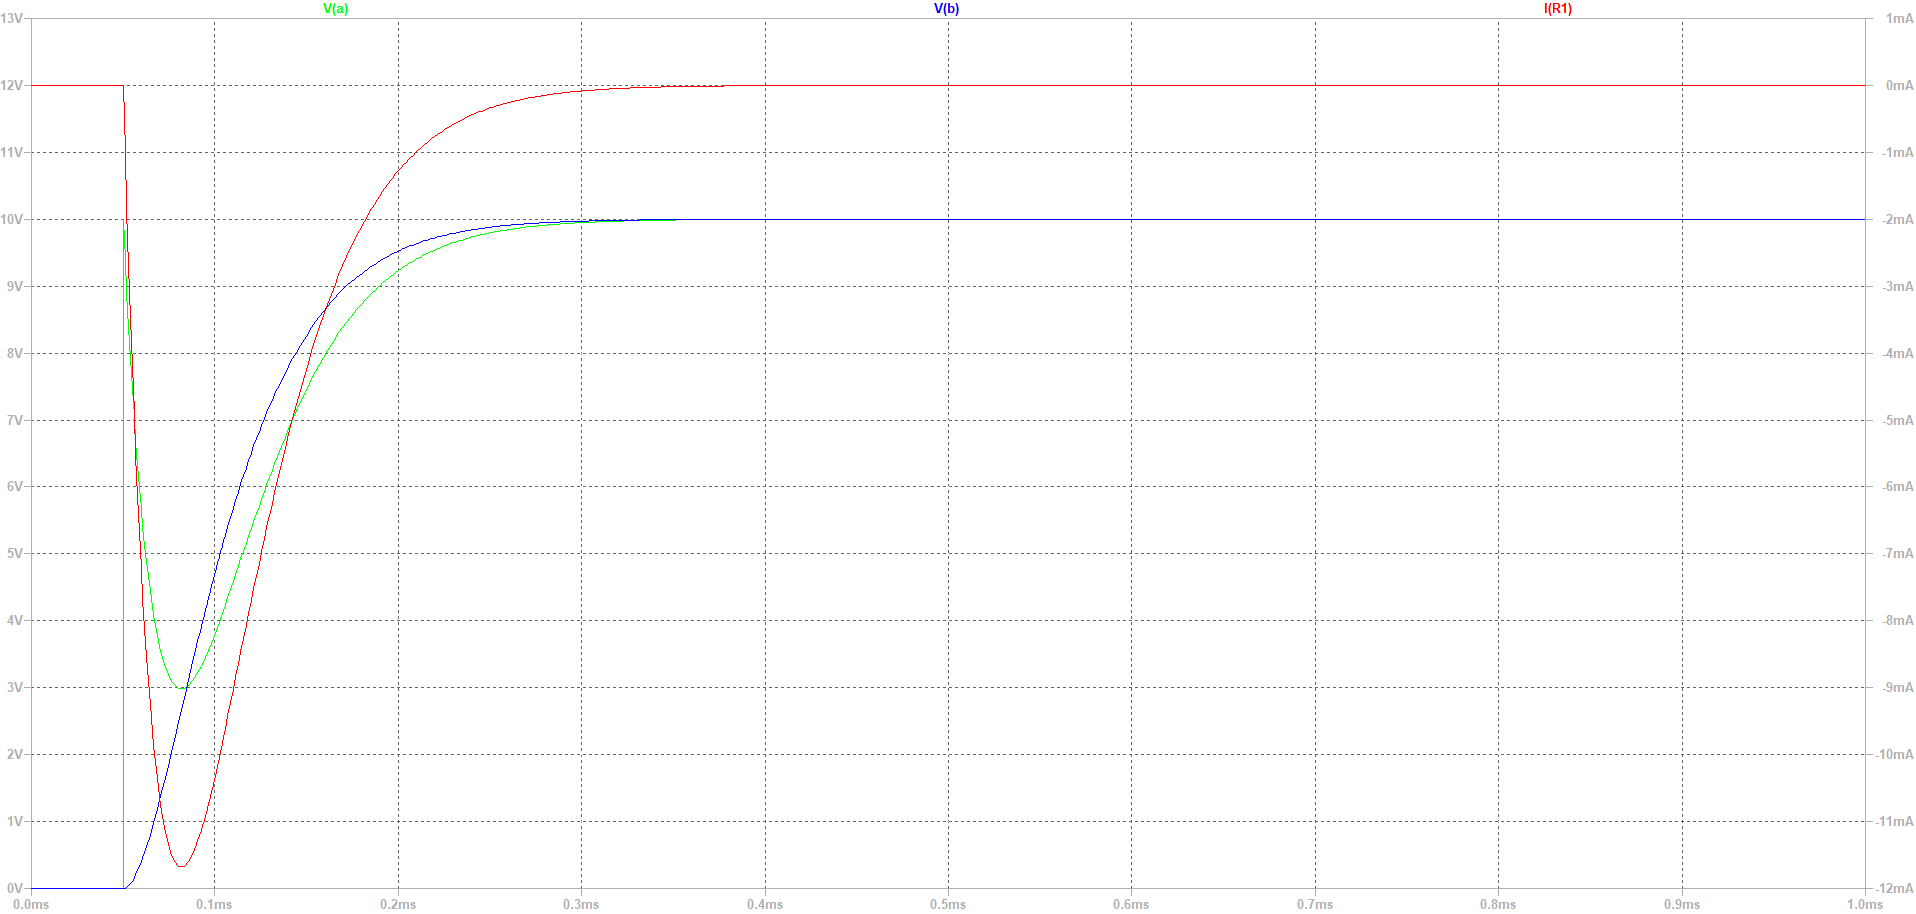 V(a) V(b) I(R1)
13V 1mA
12V 0mA
11V -1mA
10V -2mA
9V -3mA
8V -4mA
7V -5mA
6V -6mA
5V -7mA
4V -8mA
3V -9mA
2V -10mA
1V -11mA
0V -12mA
0.0ms 0.1ms 0.2ms 0.3ms 0.4ms 0.5ms 0.6ms 0.7ms 0.8ms 0.9ms 1.0ms